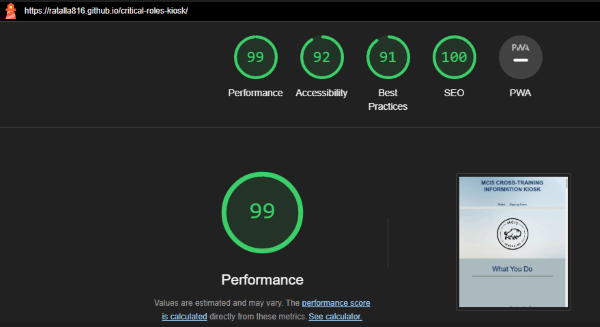 https://ratalla816.github.io/critical-roles-kiosk/
PWA
99 92 91 100
Performance Accessibility Best Practices SEO PWA
99
MCIS CROSS-TRAINING
INFORMATION KIOSK
MCIS
What You Do
Performance
Values are estimated and may vary. The performance score
is calculated directly from these metrics. See calculator.